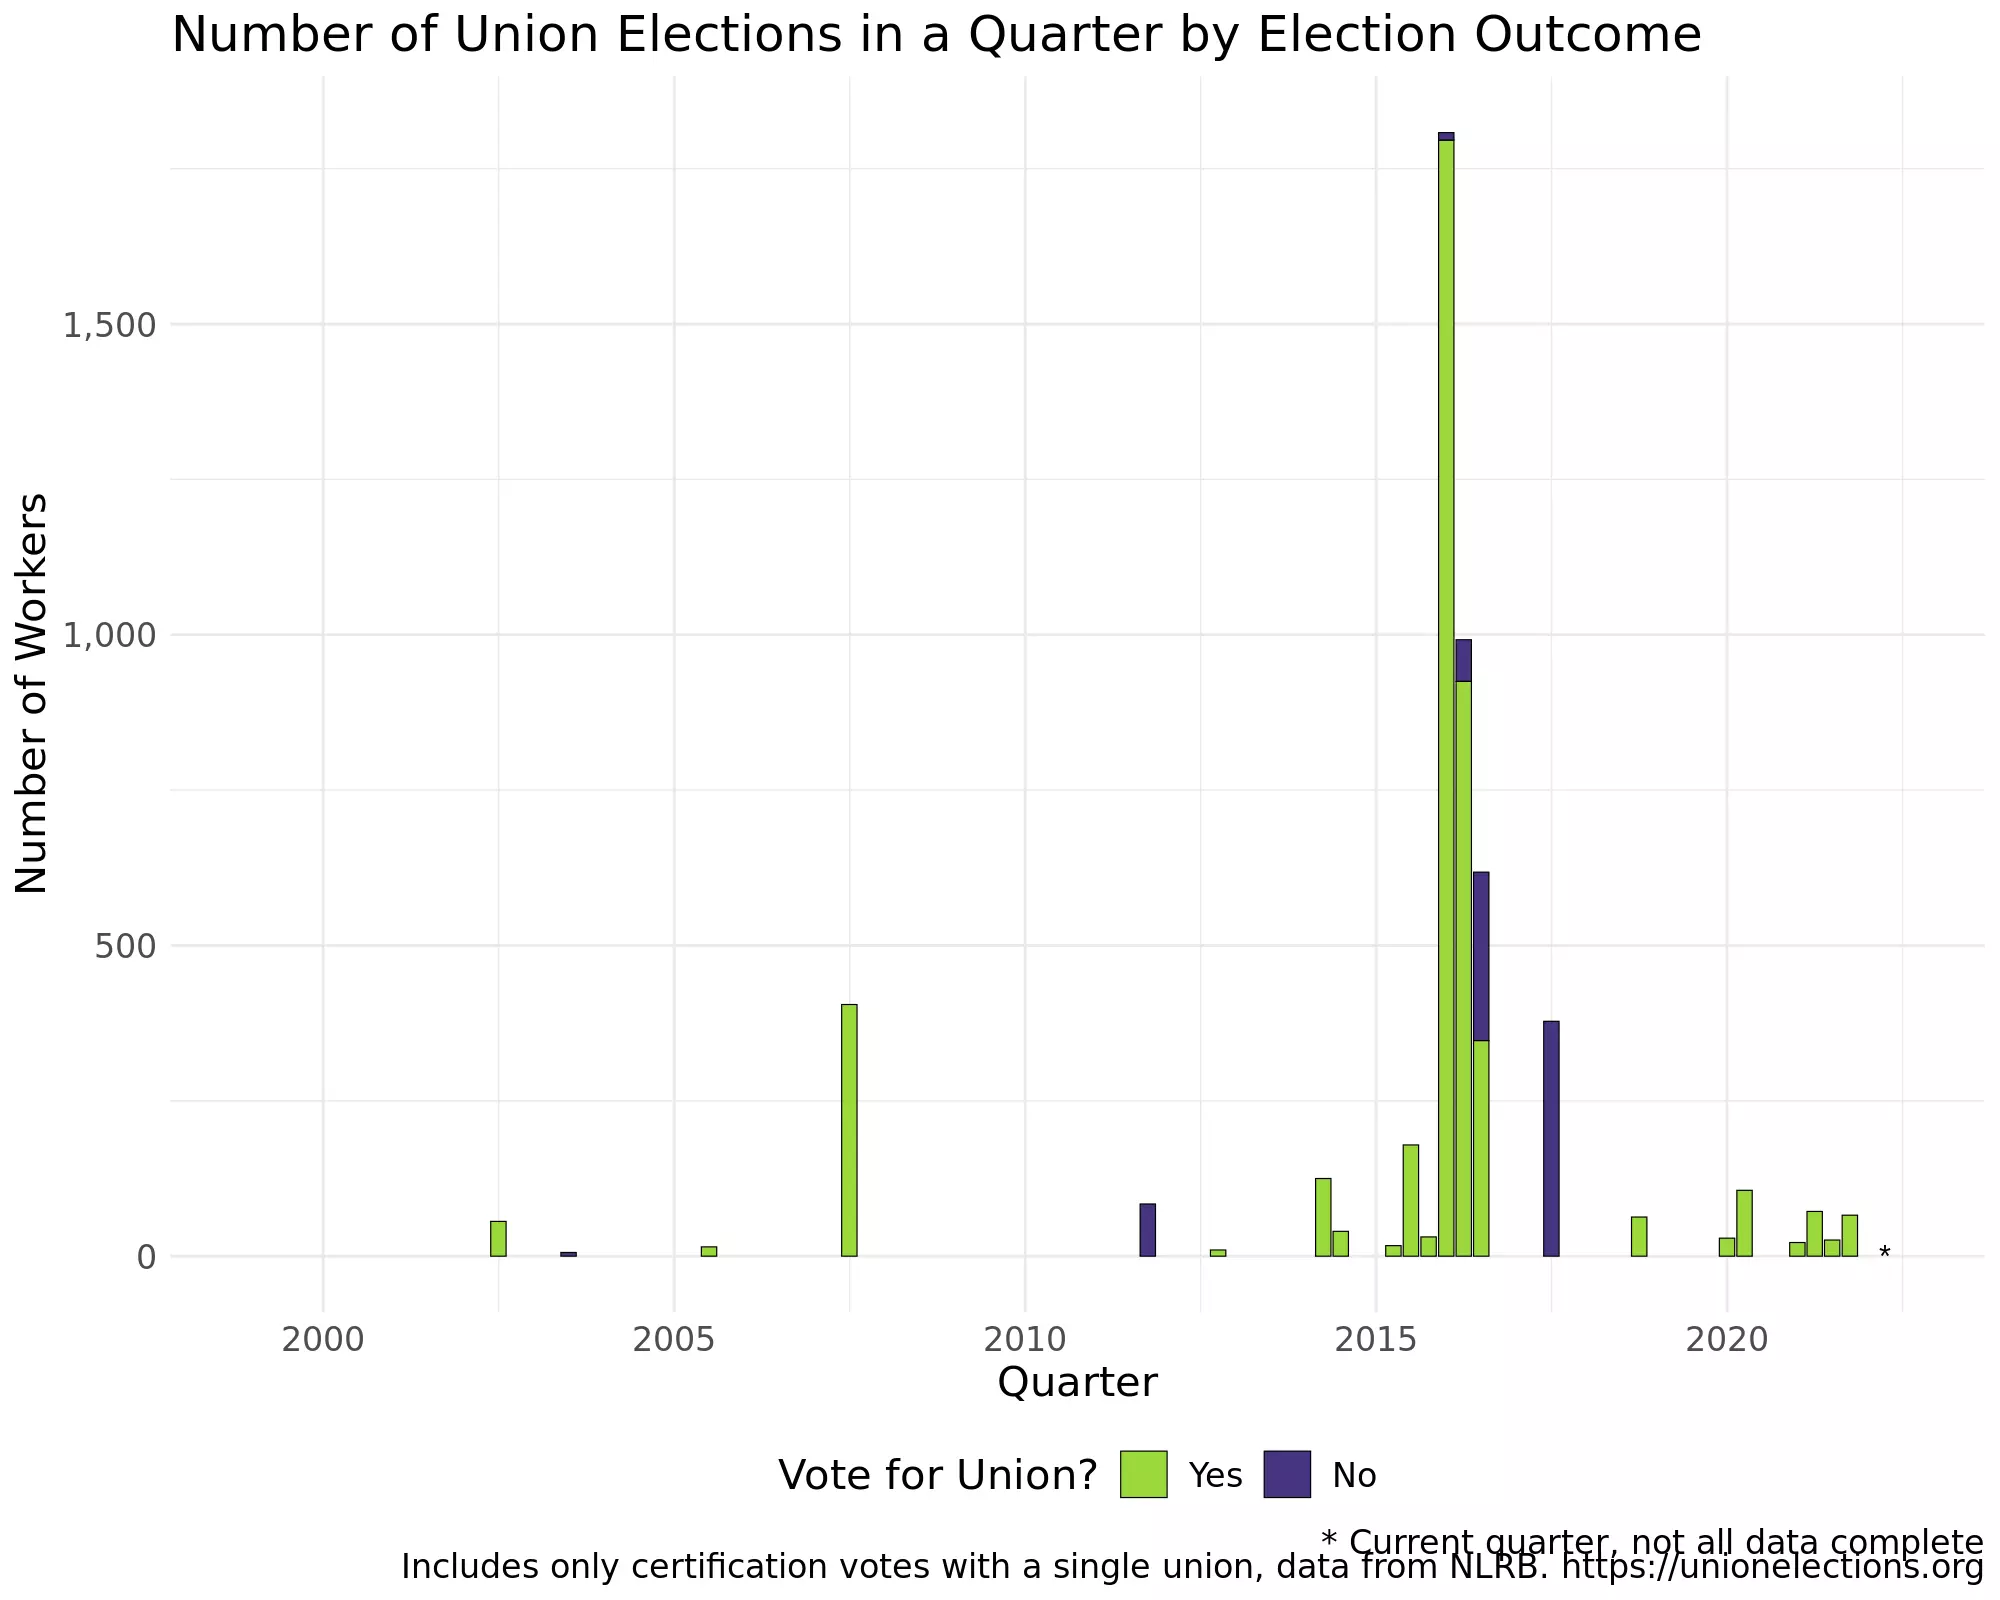 Number of Union Elections in a Quarter by Election Outcome
Number of Workers
1,500
1,000
500
0
*
2000 2005 2010 2015 2020
Quarter
Vote for Union? Yes No
* Current quarter, not all data complete
Includes only certification votes with a single union, data from NLRB. https://unionelections.org